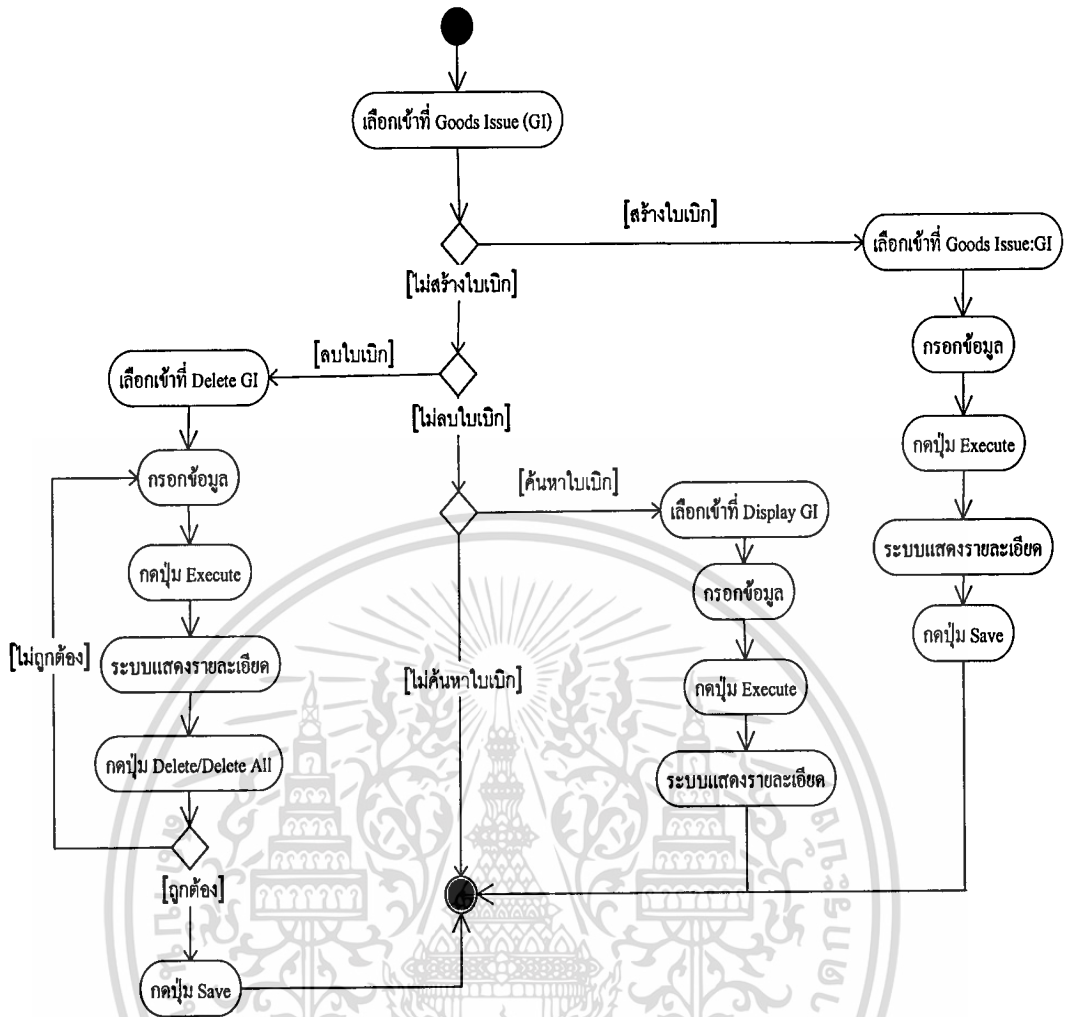 เลือกเข้าที่ Goods Issue (GI)
[สร้างใบเบิก]
เลือกเข้าที่ Goods Issue:GI
[ไม่สร้างใบเบิก]
กรอกข้อมูล
[ลบใบเบิก]
เลือกเข้าที่ Delete GI
[ไม่ลบใบเบิก]
กดปุ่ม Execute
กรอกข้อมูล
[ค้นหาใบเบิก]
เลือกเข้าที่ Display GI
ระบบแสดงรายละเอียด
กดปุ่ม Execute
กรอกข้อมูล
กดปุ่ม Save
[ไม่ถูกต้อง]
ระบบแสดงรายละเอียด
[ไม่ค้นหาใบเบิก]
กดปุ่ม Execute
กดปุ่ม Delete/Delete All
ระบบแสดงรายละเอียด
[ถูกต้อง]
กดปุ่ม Save